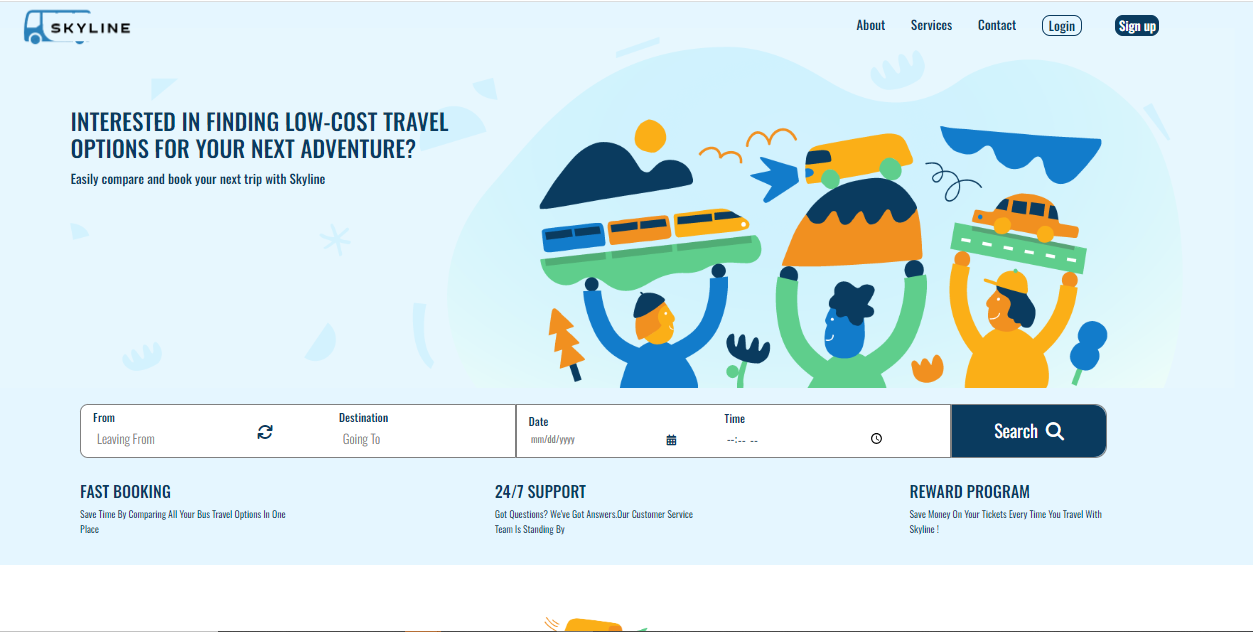 SKYLINE
About Services Contact Login Sign up
INTERESTED IN FINDING LOW-COST TRAVEL
OPTIONS FOR YOUR NEXT ADVENTURE?
Easily compare and book your next trip with Skyline
From
Leaving From
Destination
Going To
Date
mm/dd/yyyy
Time
--:-- --
Search
FAST BOOKING
Save Time By Comparing All Your Bus Travel Options In One
Place
24/7 SUPPORT
Got Questions? We've Got Answers.Our Customer Service
Team Is Standing By
REWARD PROGRAM
Save Money On Your Tickets Every Time You Travel With
Skyline !